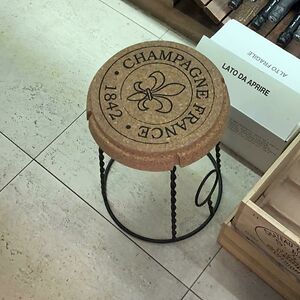 CHAMPAGNE FRANCE
· 1842 ·
ALTO FRAGILE
LATO DA APRIRE